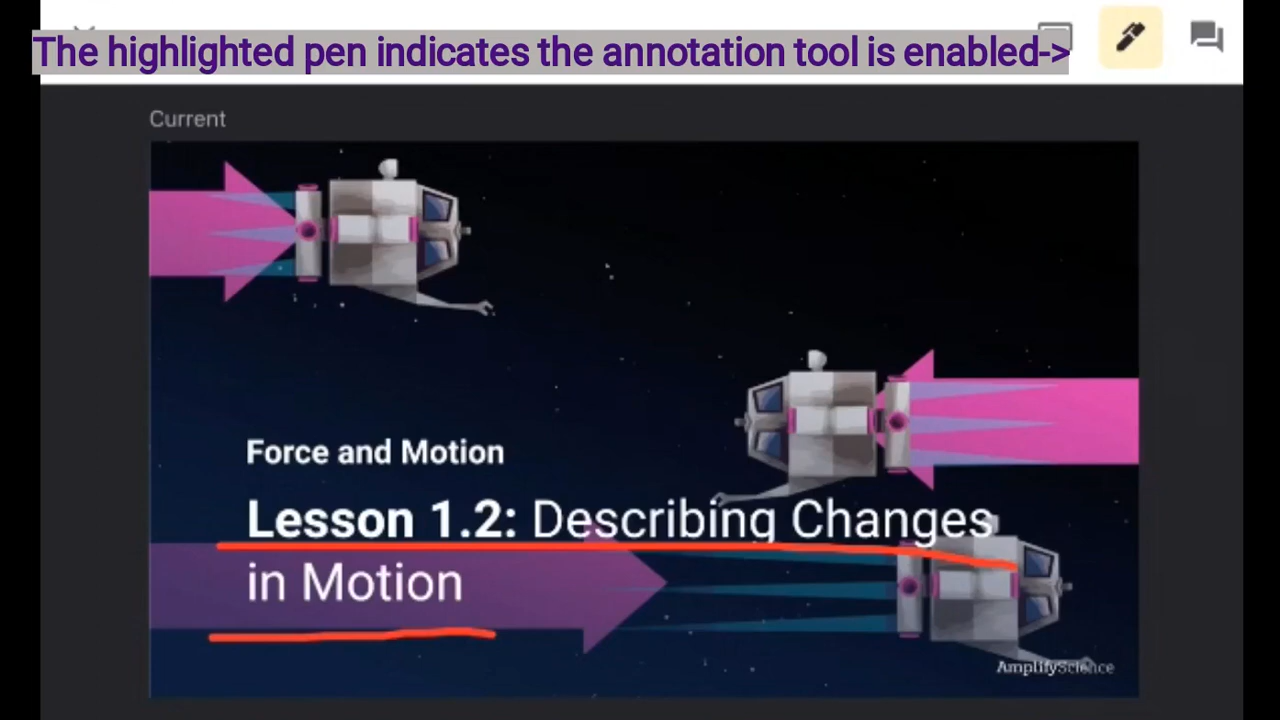 The highlighted pen indicates the annotation tool is enabled->
Current
Force and Motion
Lesson 1.2: Describing Changes
in Motion
AmplifyScience